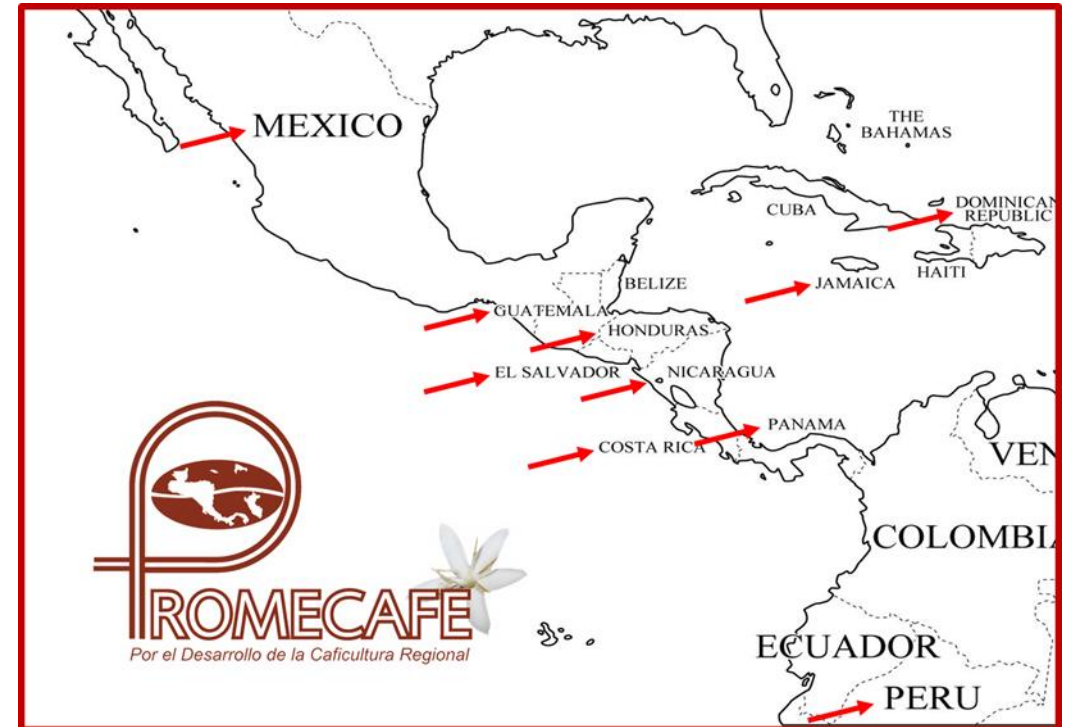 MEXICO
THE
BAHAMAS
CUBA
DOMINICAN
REPUBLIC
HAITI
JAMAICA
BELIZE
GUATEMALA
HONDURAS
EL SALVADOR
NICARAGUA
COSTA RICA
PANAMA
VEN
COLOMBIA
ECUADOR
PERU
PROMECAFE
Por el Desarrollo de la Caficultura Regional